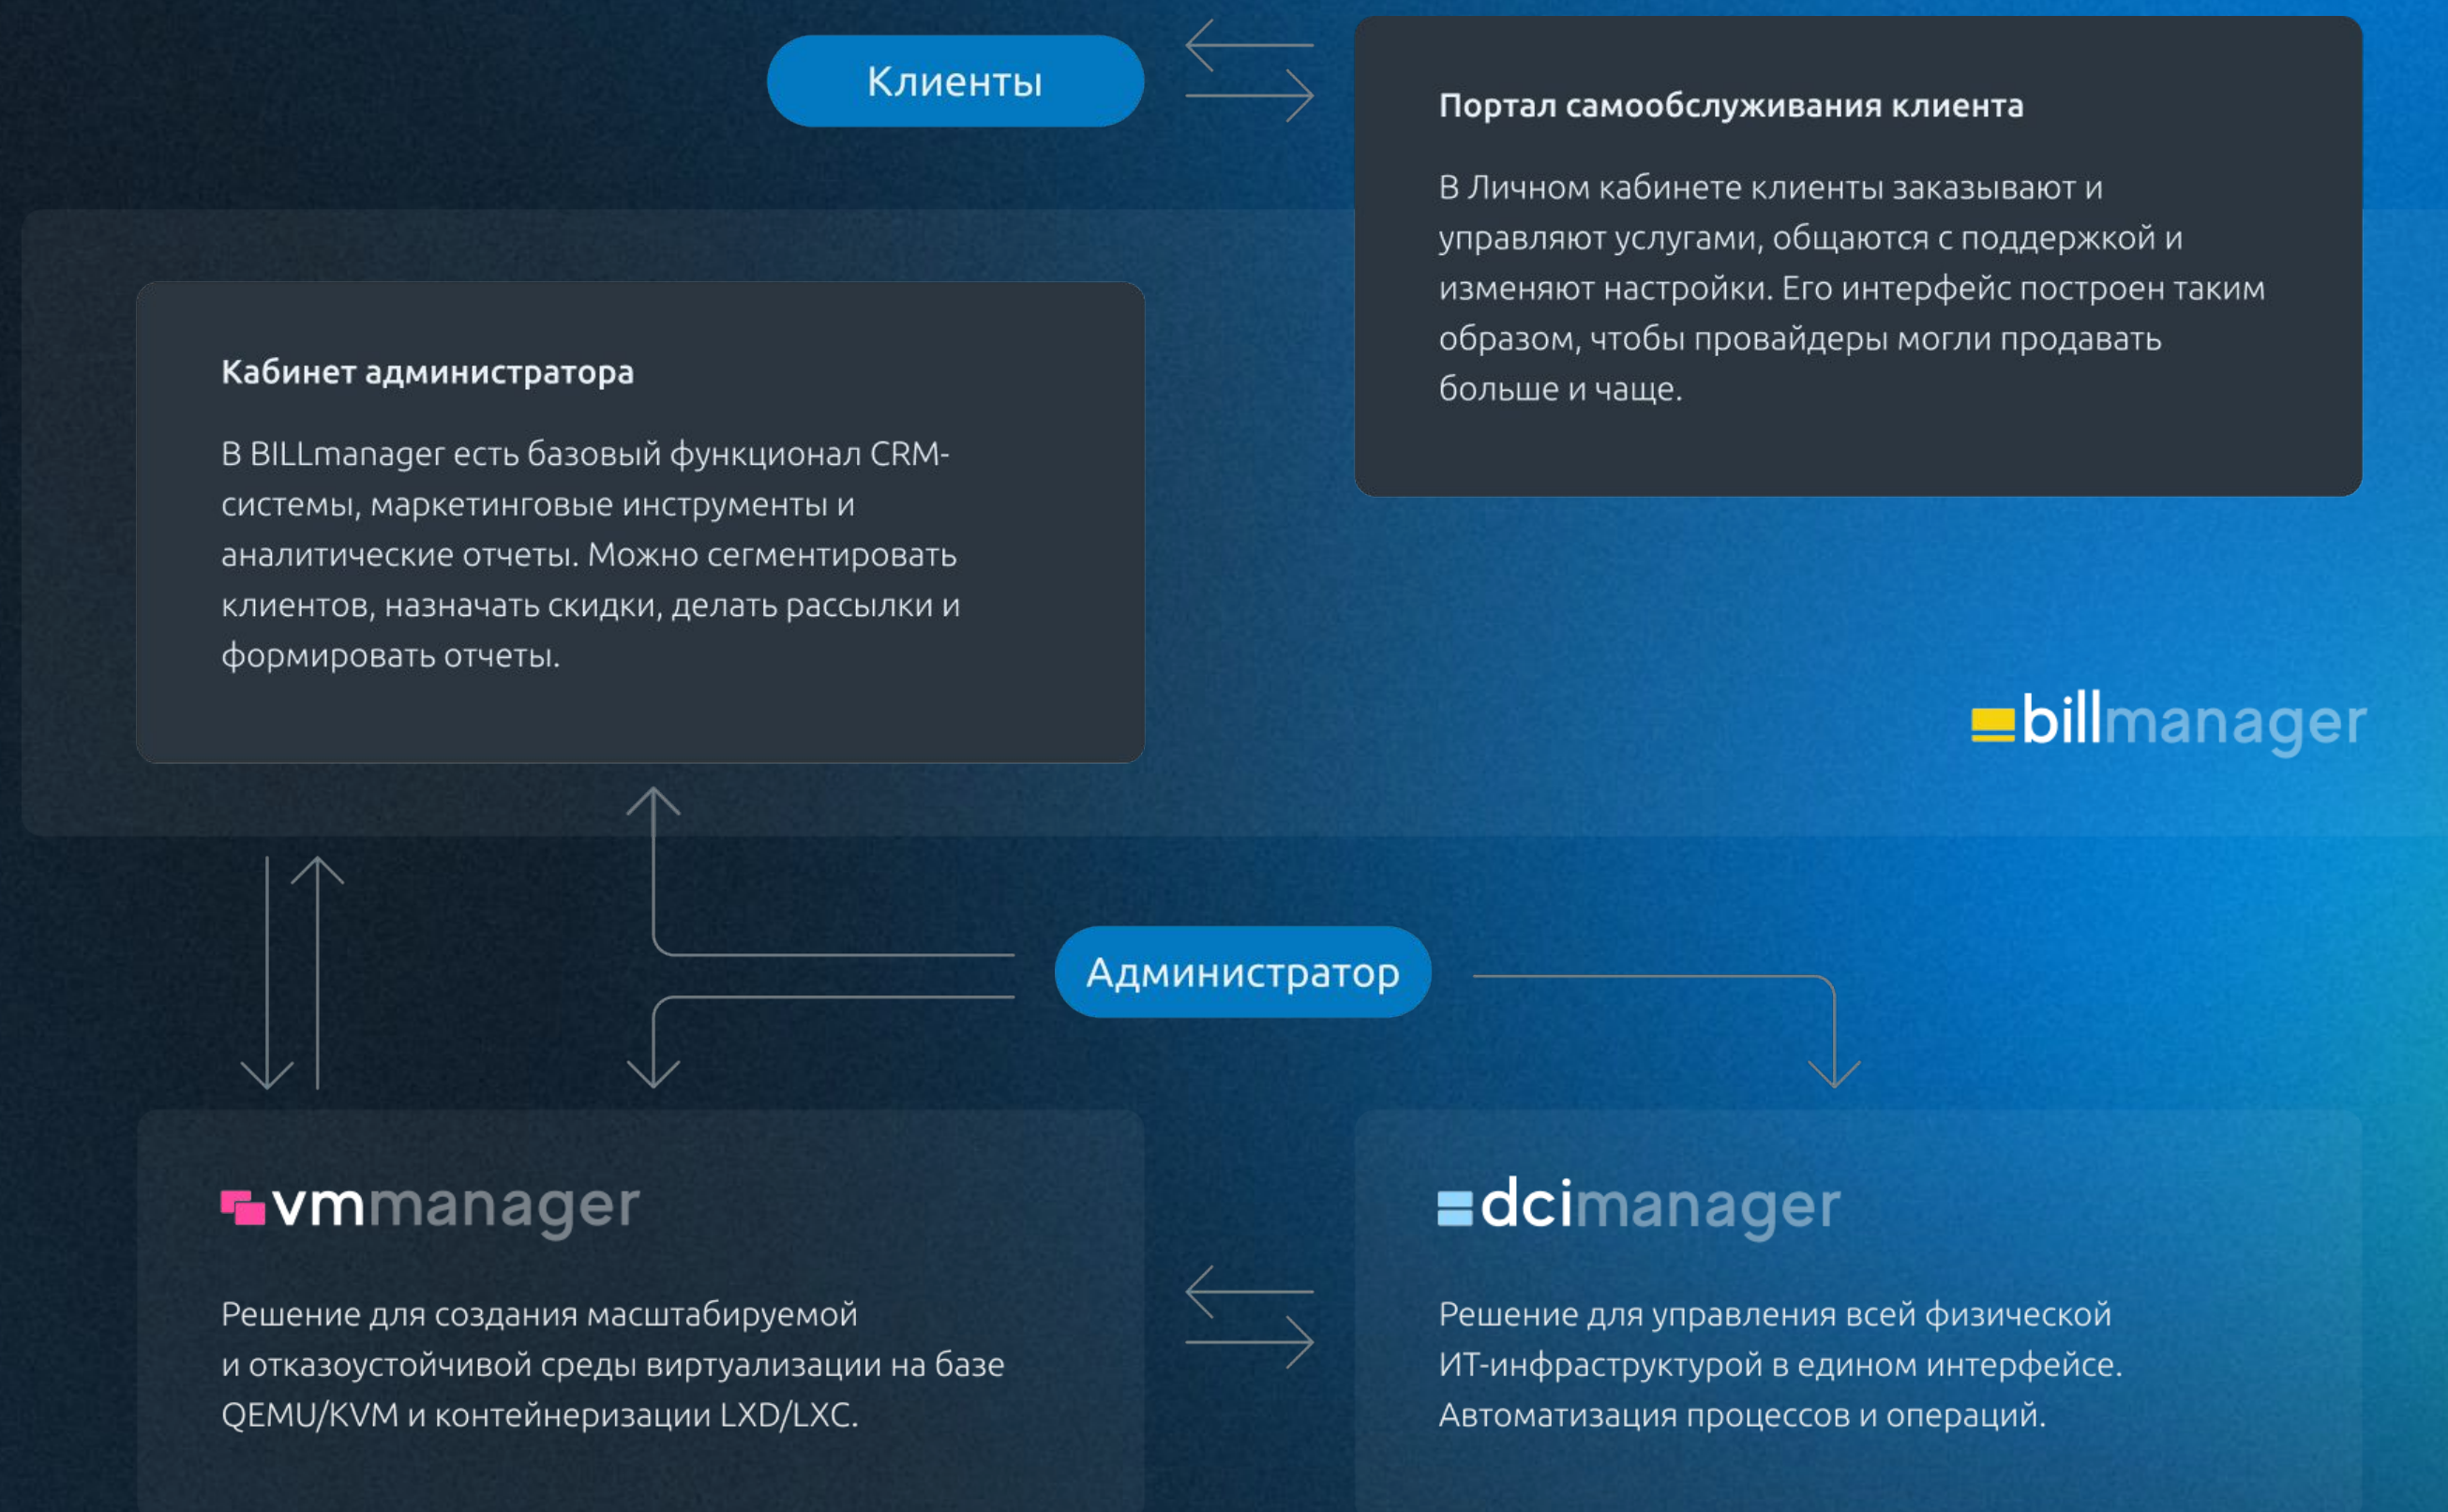 Клиенты
Портал самообслуживания клиента
В Личном кабинете клиенты заказывают и
управляют услугами, общаются с поддержкой и
изменяют настройки. Его интерфейс построен таким
образом, чтобы провайдеры могли продавать
больше и чаще.
Кабинет администратора
В BILLmanager есть базовый функционал CRM-
системы, маркетинговые инструменты и
аналитические отчеты. Можно сегментировать
клиентов, назначать скидки, делать рассылки и
формировать отчеты.
billmanager
Администратор
vmmanager
Решение для создания масштабируемой
и отказоустойчивой среды виртуализации на базе
QEMU/KVM и контейнеризации LXD/LXC.
dcimanager
Решение для управления всей физической
ИТ-инфраструктурой в едином интерфейсе.
Автоматизация процессов и операций.